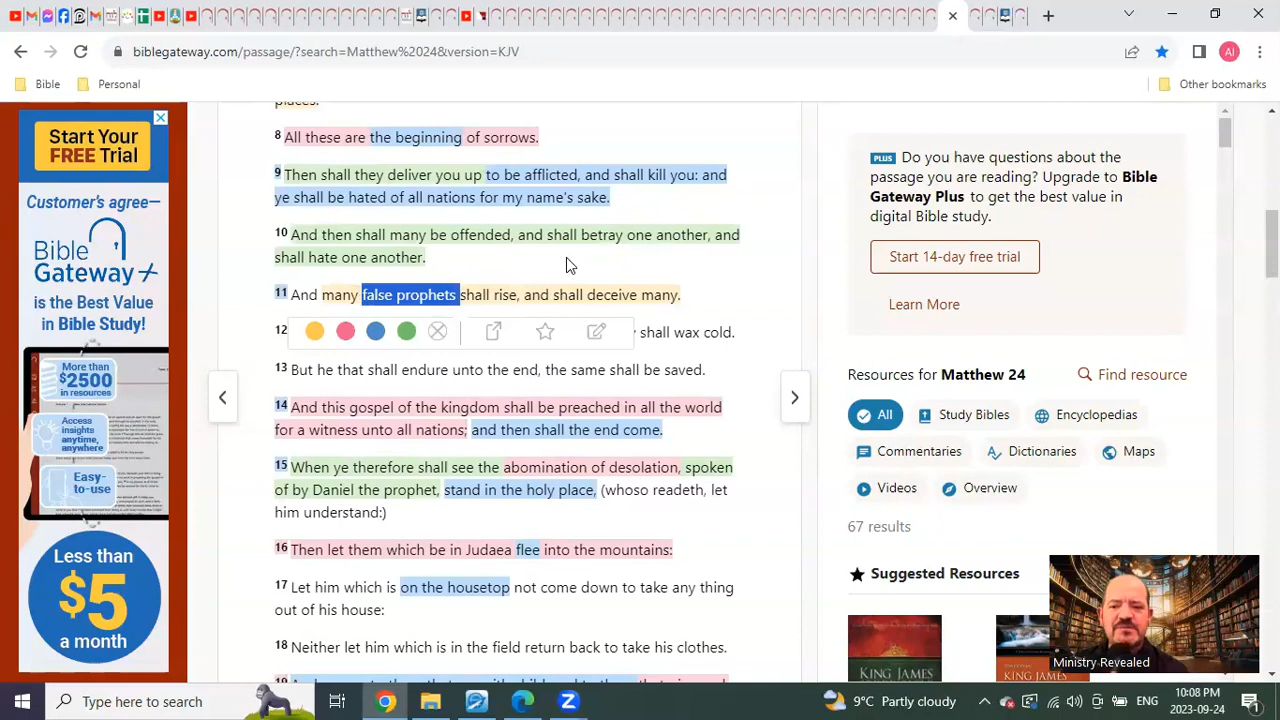 biblegateway.com/passage/?search=Matthew%2024&version=KJV
AI
Bible
Personal
Other bookmarks
Start Your
FREE Trial
Customer's agree—
Bible
Gateway+
is the Best Value
in Bible Study!
More than
$2500
in resources
Access
insights
anytime,
anywhere
Easy-
to-use
Less than
$5
a month
places.
8 All these are the beginning of sorrows.
9 Then shall they deliver you up to be afflicted, and shall kill you: and
ye shall be hated of all nations for my name's sake.
10 And then shall many be offended, and shall betray one another, and
shall hate one another.
11 And many false prophets shall rise, and shall deceive many.
12
shall wax cold.
13 But he that shall endure unto the end, the same shall be saved.
14 And this gospel of the kingdom shall be preached in all the world
for a witness unto all nations; and then shall the end come.
15 When ye therefore shall see the abomination of desolation, spoken
of by Daniel the prophet, stand in the holy place, (whoso readeth, let
him understand:)
16 Then let them which be in Judaea flee into the mountains:
17 Let him which is on the housetop not come down to take any thing
out of his house:
18 Neither let him which is in the field return back to take his clothes.
PLUS Do you have questions about the
passage you are reading? Upgrade to Bible
Gateway Plus to get the best value in
digital Bible study.
Start 14-day free trial
Learn More
Resources for Matthew 24
Find resource
All
Study Bibles
Encyclopedias
Commentaries
Dictionaries
Maps
Videos
Overview
67 results
Suggested Resources
KING JAMES
KING JAMES
Ministry Revealed
Type here to search
9°C Partly cloudy
ENG
10:08 PM
2023-09-24
1